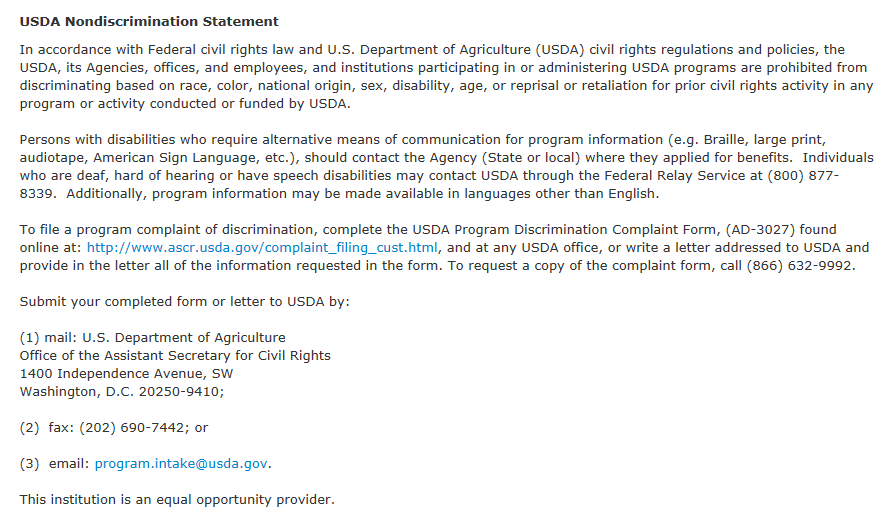 USDA Nondiscrimination Statement
In accordance with Federal civil rights law and U.S. Department of Agriculture (USDA) civil rights regulations and policies, the
USDA, its Agencies, offices, and employees, and institutions participating in or administering USDA programs are prohibited from
discriminating based on race, color, national origin, sex, disability, age, or reprisal or retaliation for prior civil rights activity in any
program or activity conducted or funded by USDA.
Persons with disabilities who require alternative means of communication for program information (e.g. Braille, large print,
audiotape, American Sign Language, etc.), should contact the Agency (State or local) where they applied for benefits.  Individuals
who are deaf, hard of hearing or have speech disabilities may contact USDA through the Federal Relay Service at (800) 877-
8339.  Additionally, program information may be made available in languages other than English.
To file a program complaint of discrimination, complete the USDA Program Discrimination Complaint Form, (AD-3027) found
online at: http://www.ascr.usda.gov/complaint_filing_cust.html, and at any USDA office, or write a letter addressed to USDA and
provide in the letter all of the information requested in the form. To request a copy of the complaint form, call (866) 632-9992.
Submit your completed form or letter to USDA by:
(1) mail: U.S. Department of Agriculture
Office of the Assistant Secretary for Civil Rights
1400 Independence Avenue, SW
Washington, D.C. 20250-9410;
(2)  fax: (202) 690-7442; or
(3)  email: program.intake@usda.gov.
This institution is an equal opportunity provider.